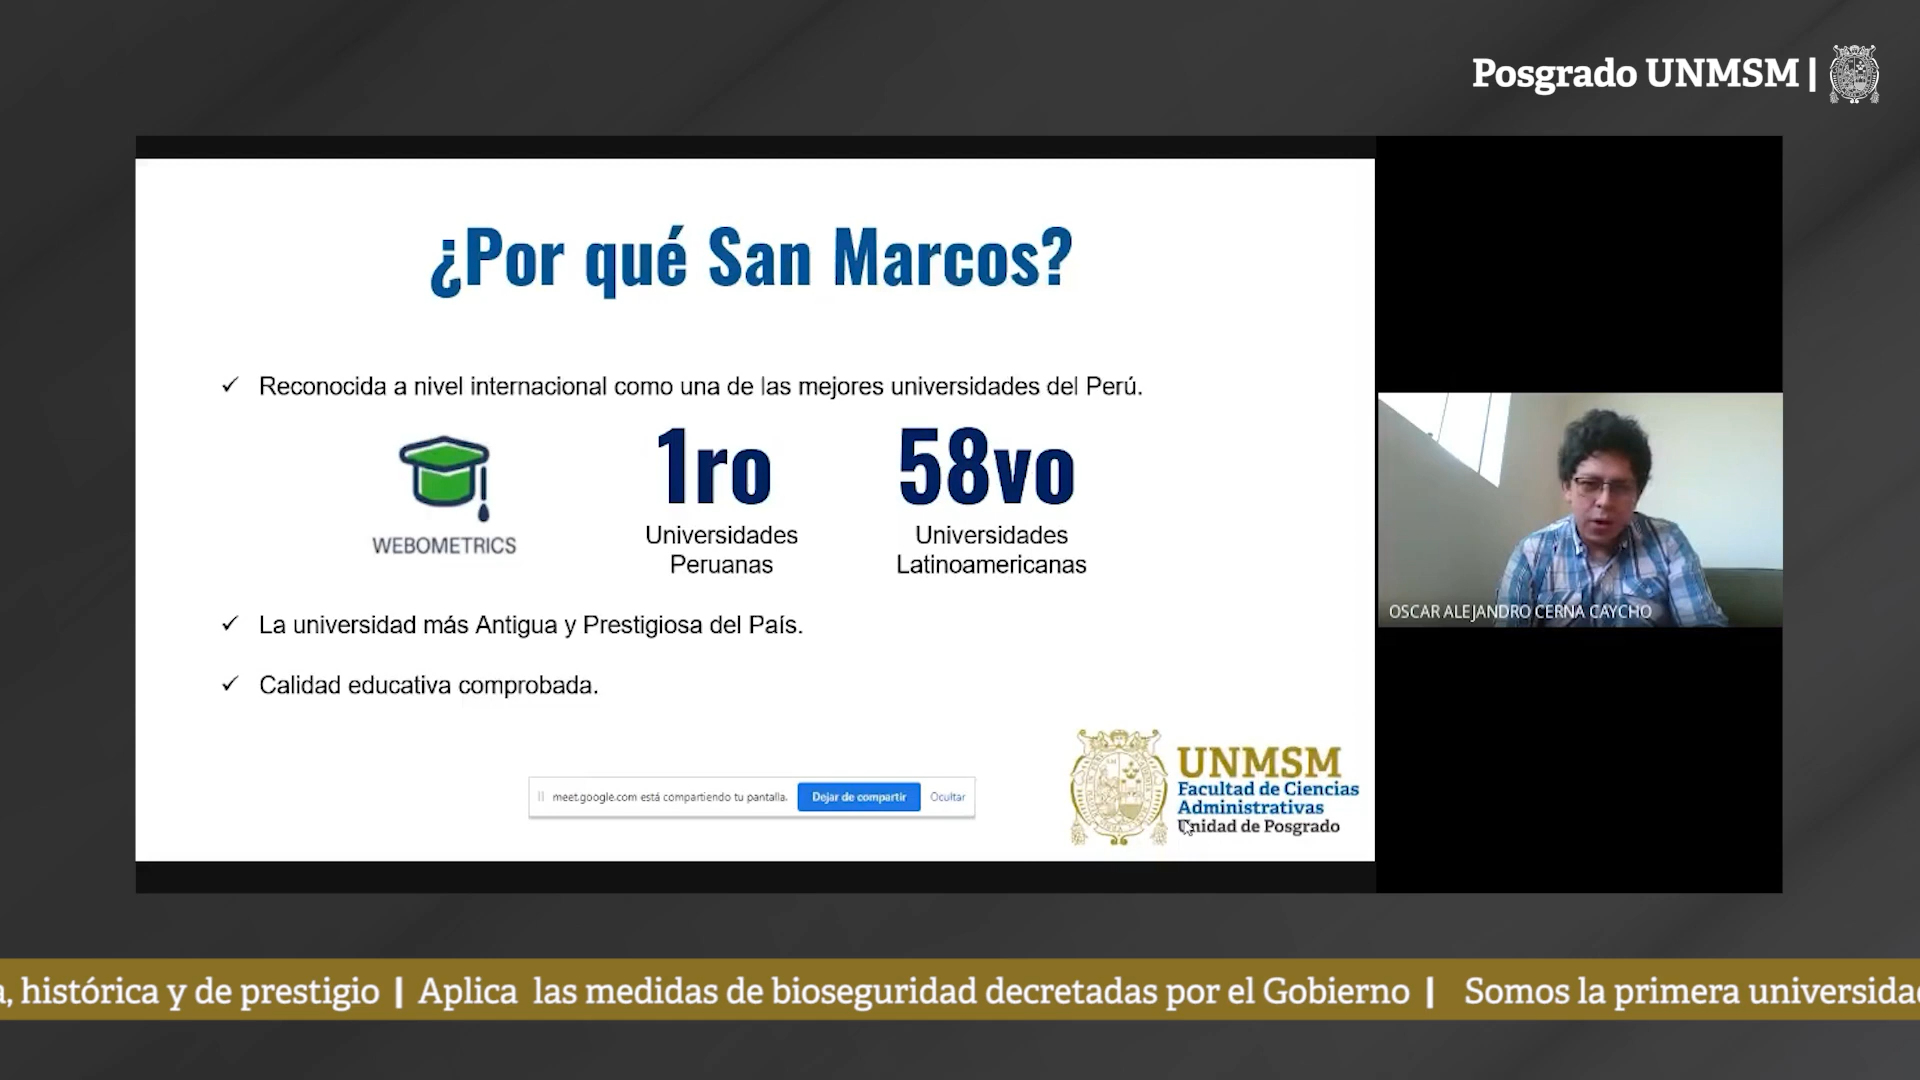 Posgrado UNMSM |
¿Por qué San Marcos?
✓ Reconocida a nivel internacional como una de las mejores universidades del Perú.
WEBOMETRICS
1ro
Universidades
Peruanas
58vo
Universidades
Latinoamericanas
✓ La universidad más Antigua y Prestigiosa del País.
✓ Calidad educativa comprobada.
meet.google.com está compartiendo tu pantalla. Dejar de compartir Ocultar
UNMSM
Facultad de Ciencias
Administrativas
Unidad de Posgrado
OSCAR ALEJANDRO CERNA CAYCHO
a, histórica y de prestigio | Aplica las medidas de bioseguridad decretadas por el Gobierno | Somos la primera universidad